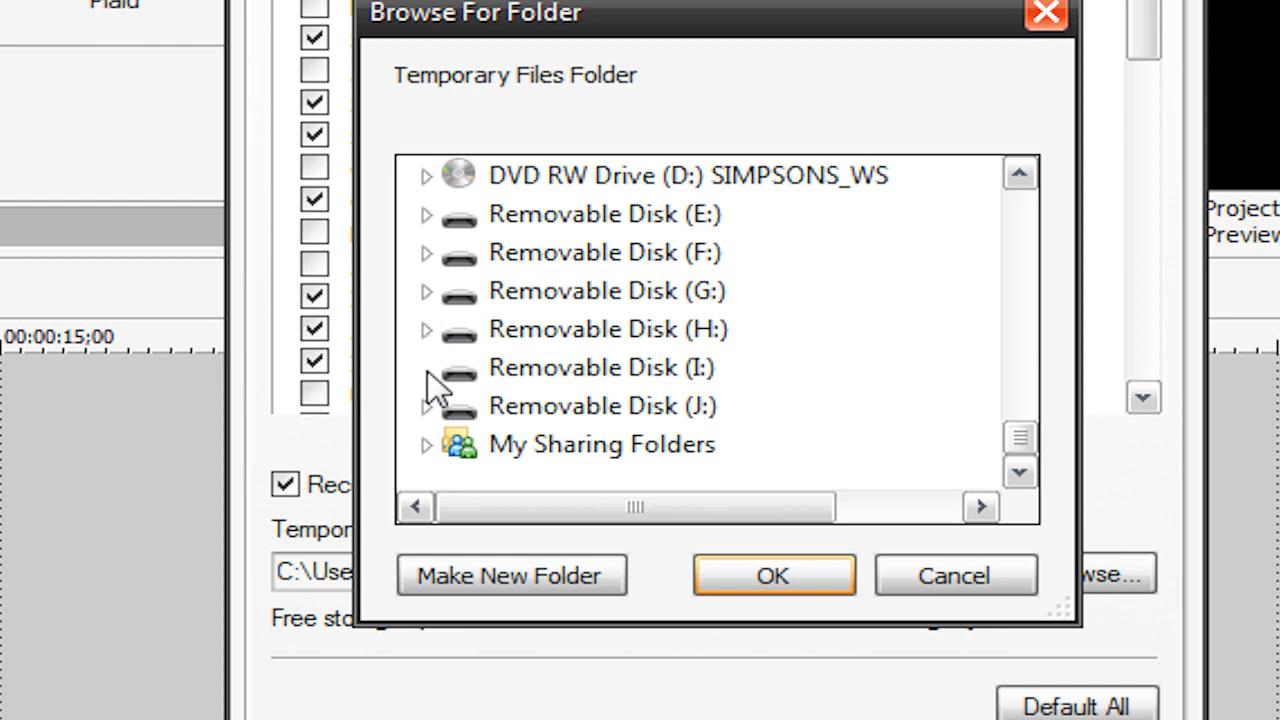 Plaid
Browse For Folder
Temporary Files Folder
DVD RW Drive (D:) SIMPSONS_WS
Removable Disk (E:)
Removable Disk (F:)
Removable Disk (G:)
Removable Disk (H:)
Removable Disk (I:)
Removable Disk (J:)
My Sharing Folders
Project
Preview
00:00:15;00
Rec
Tempor
C:\Use
wse...
Make New Folder
OK
Cancel
Free sto
Default All